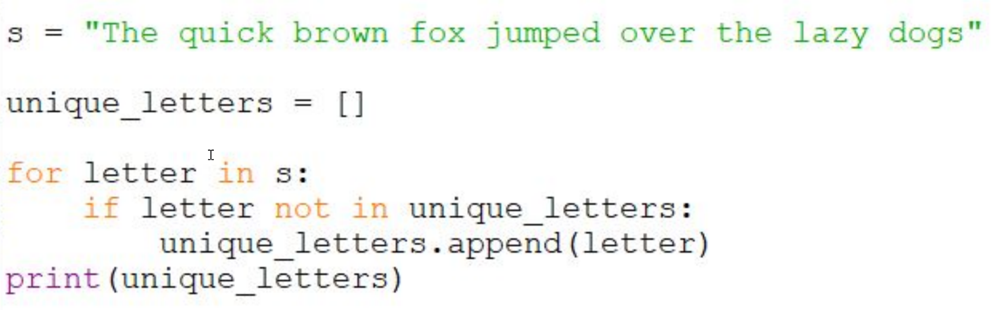 s = "The quick brown fox jumped over the lazy dogs"
unique_letters = []
for letter in s:
    if letter not in unique_letters:
        unique_letters.append(letter)
print(unique_letters)